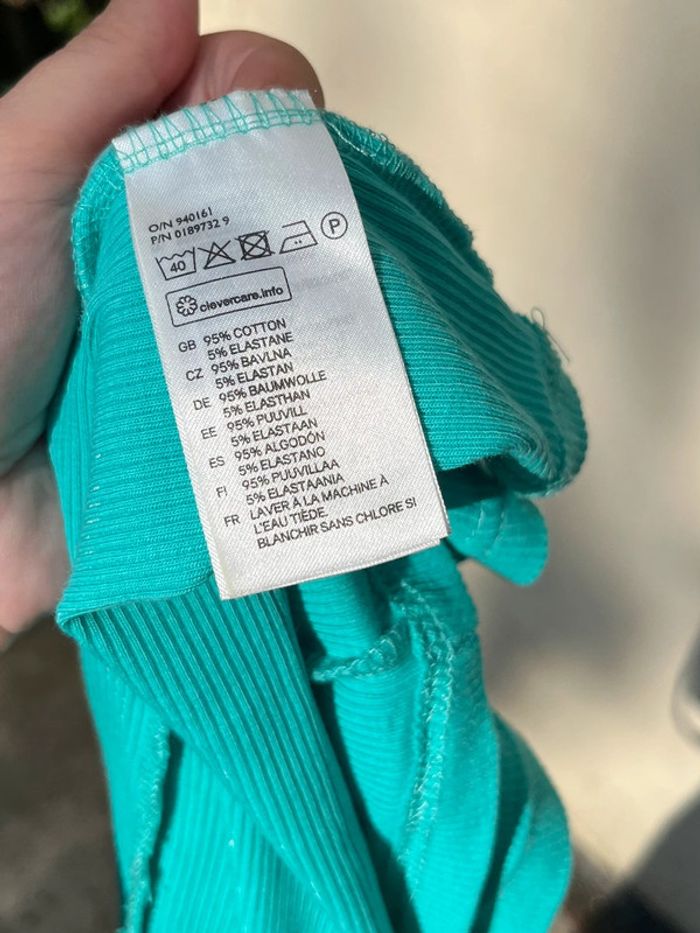 O/N 940161
P/N 0189732 9
40 P
clevercare.info
GB 95% COTTON
5% ELASTANE
CZ 95% BAVLNA
5% ELASTAN
DE 95% BAUMWOLLE
5% ELASTHAN
EE 95% PUUVILL
5% ELASTAAN
ES 95% ALGODÓN
5% ELASTANO
FI 95% PUUVILLAA
5% ELASTAANIA
FR LAVER À LA MACHINE À
L'EAU TIÈDE.
BLANCHIR SANS CHLORE SI